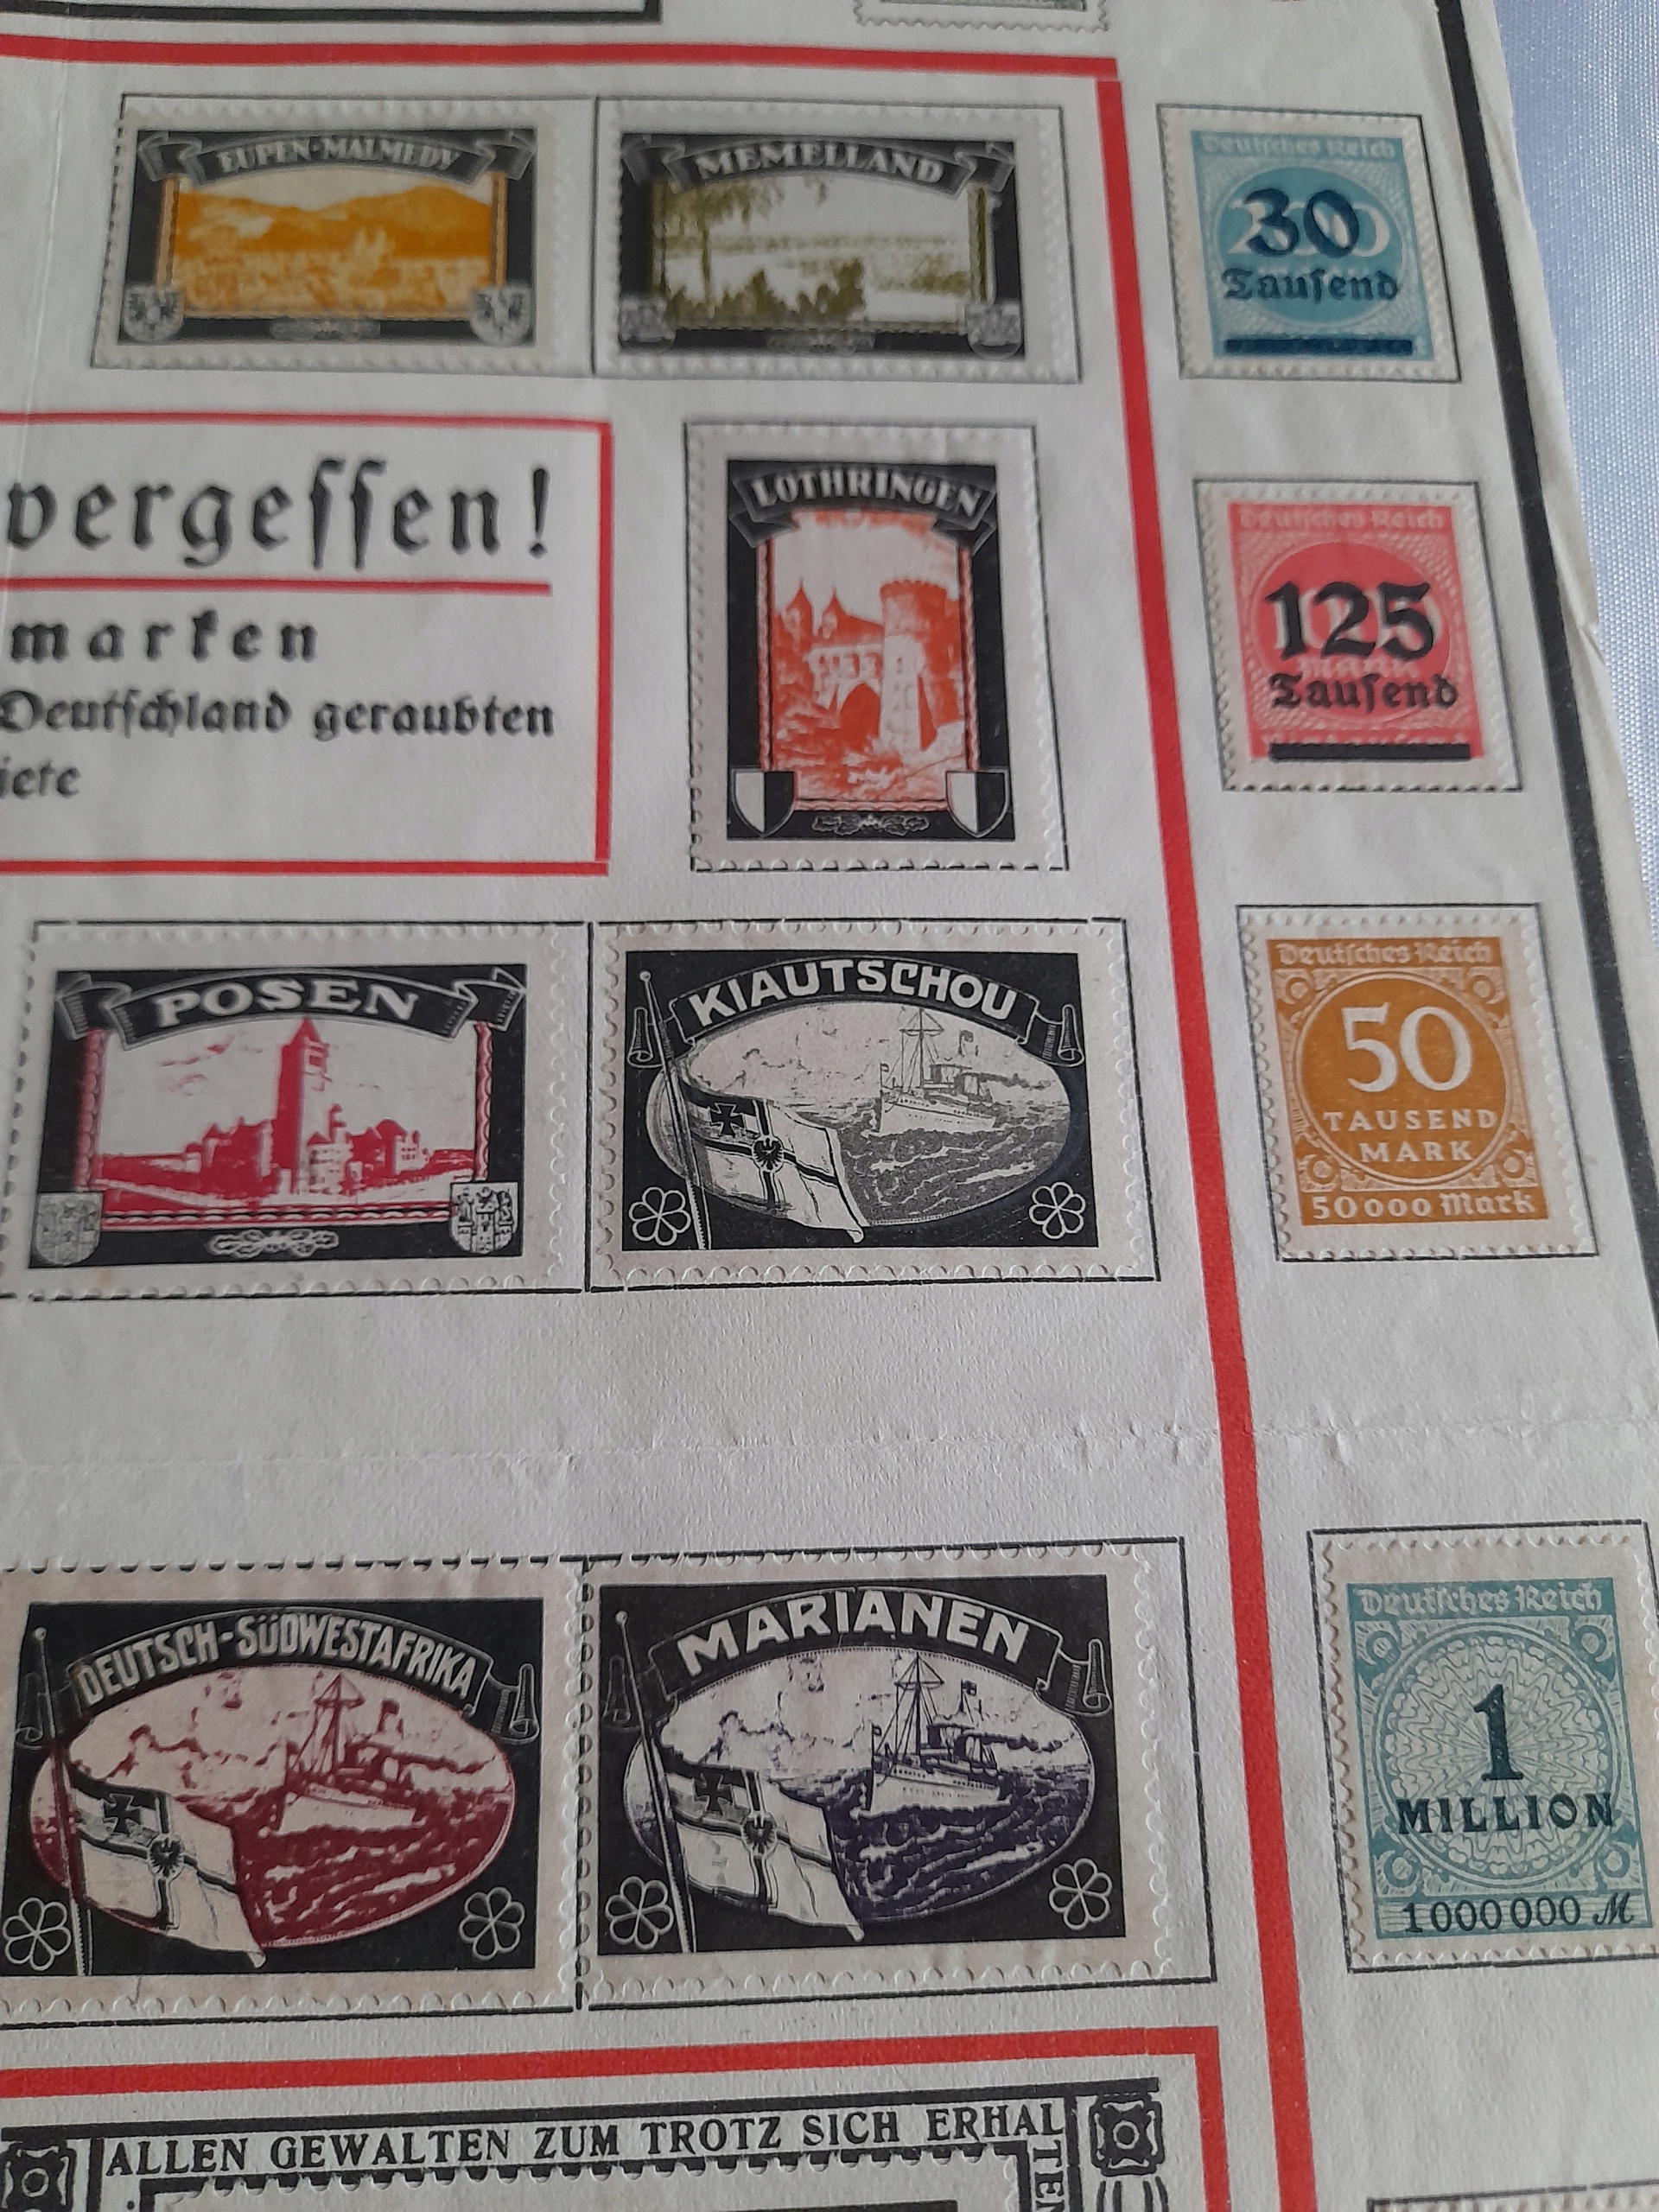 EUPEN-MALMEDY
MEMELLAND
Deutsches Reich
30
Tausend
vergessen!
marken
Deutschland geraubten
iete
LOTHRINGEN
Deutsches Reich
125
Tausend
POSEN
KIAUTSCHOU
Deutsches Reich
50
TAUSEND
MARK
50000 Mark
DEUTSCH-SÜDWESTAFRIKA
MARIANEN
Deutsches Reich
1
MILLION
1000000 M
ALLEN GEWALTEN ZUM TROTZ SICH ERHAL
TEN